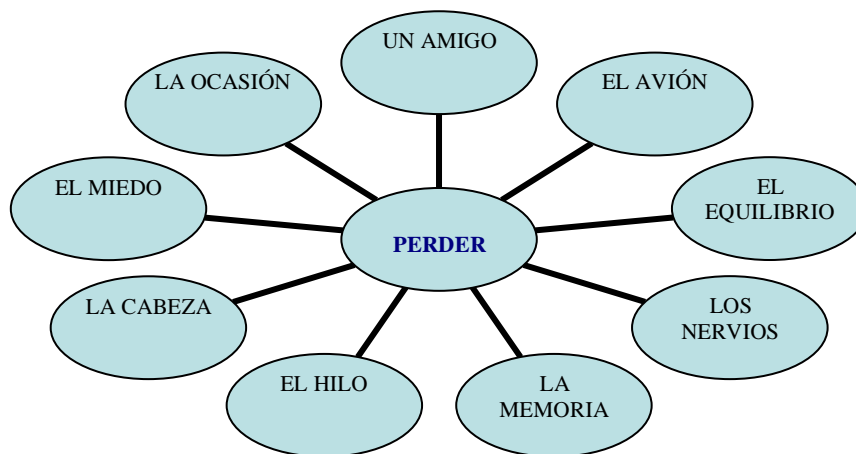 UN AMIGO
LA OCASIÓN
EL AVIÓN
EL MIEDO
EL
EQUILIBRIO
PERDER
LA CABEZA
LOS
NERVIOS
EL HILO
LA
MEMORIA